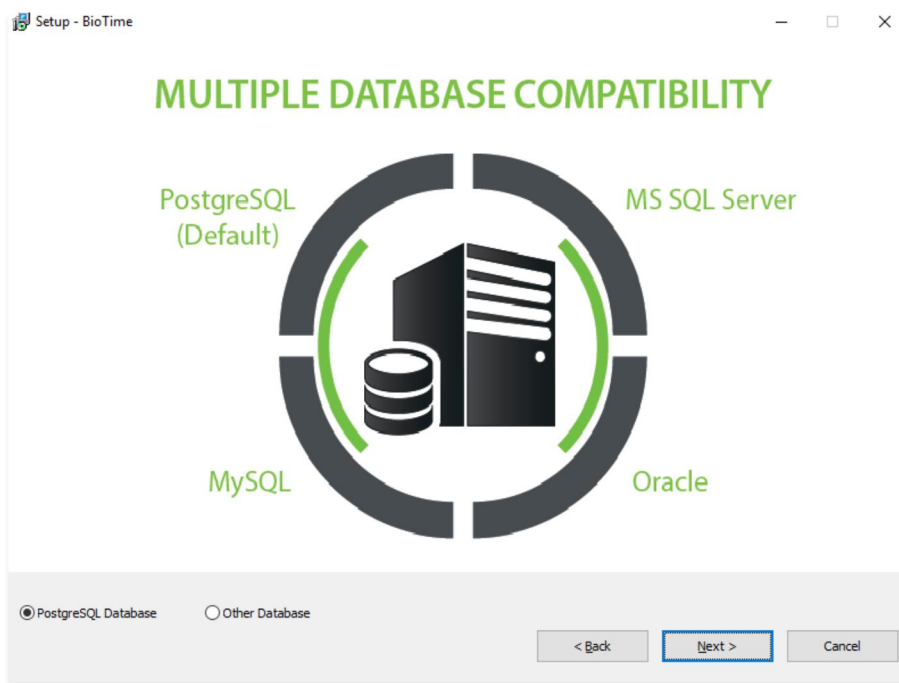 Setup - BioTime
MULTIPLE DATABASE COMPATIBILITY
PostgreSQL
(Default)
MS SQL Server
MySQL
Oracle
PostgreSQL Database
Other Database
< Back
Next >
Cancel